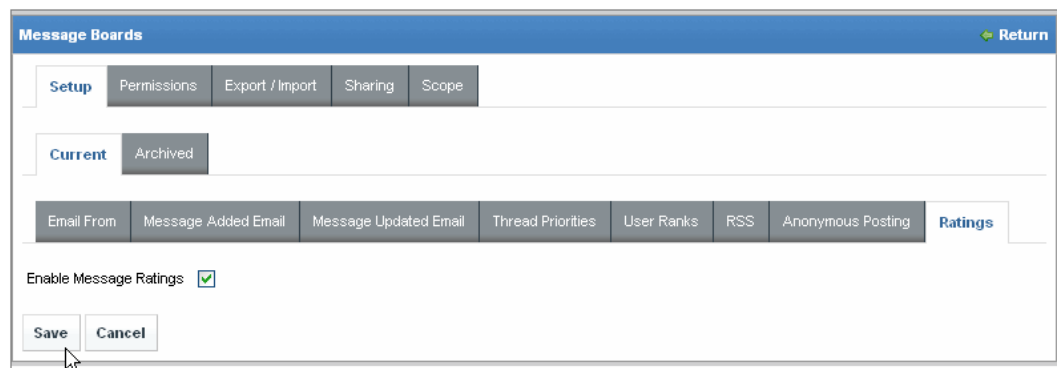 Message Boards Return
Setup Permissions Export / Import Sharing Scope
Current Archived
Email From Message Added Email Message Updated Email Thread Priorities User Ranks RSS Anonymous Posting Ratings
Enable Message Ratings
Save Cancel